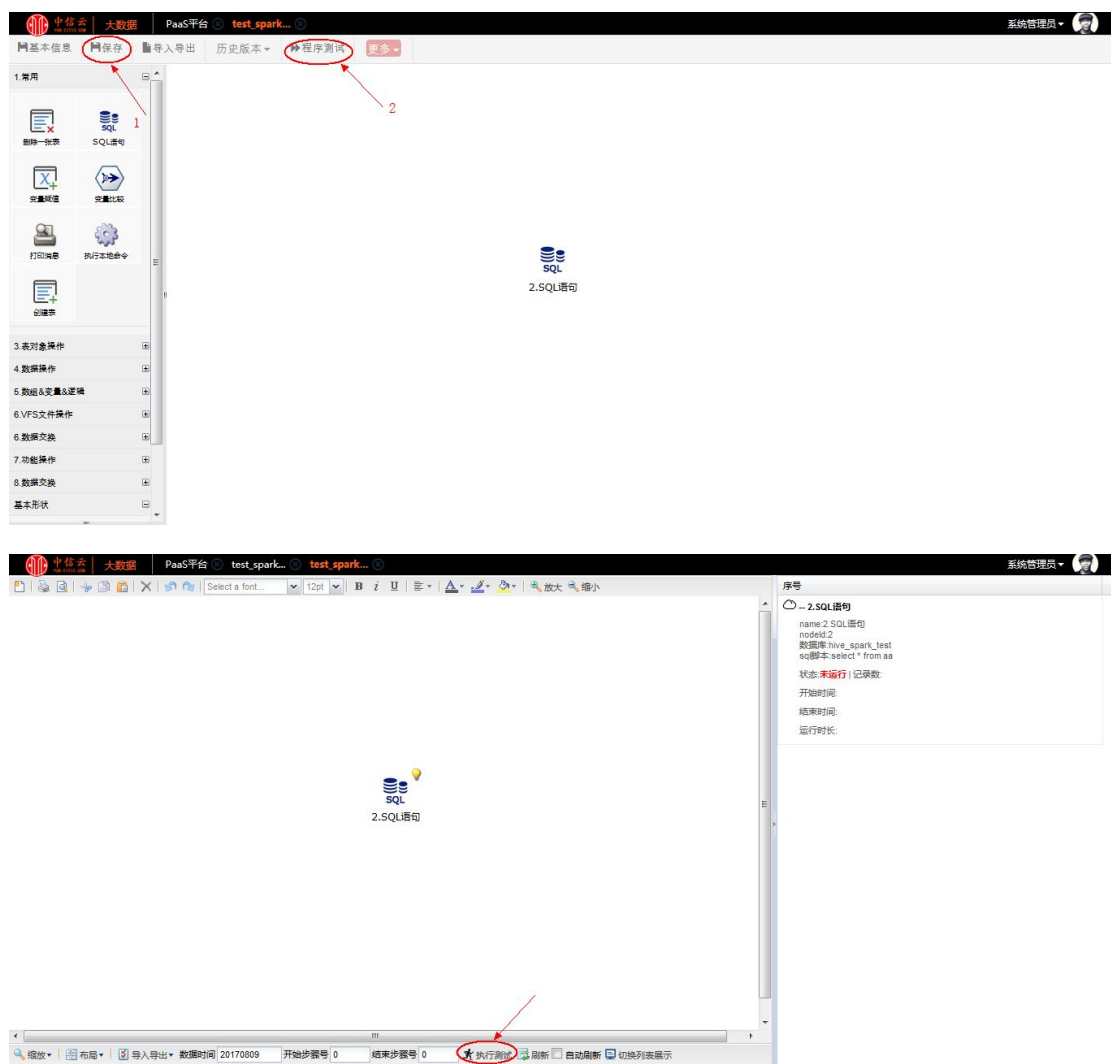 中信云 大数据 PaaS平台 test_spark... 系统管理员
YUN.CITIC.COM
基本信息 保存 导入导出 历史版本 程序测试 更多
1.常用
1
2
删除一张表 SQL语句
变量赋值 变量比较
打印消息 执行本地命令
创建表
SQL
2.SQL语句
3.表对象操作
4.数据操作
5.数组&变量&逻辑
6.VFS文件操作
6.数据交换
7.功能操作
8.数据交换
基本形状
中信云 大数据 PaaS平台 test_spark... test_spark... 系统管理员
YUN.CITIC.COM
Select a font... 12pt B i U A 放大 缩小
序号
-- 2.SQL语句
name:2.SQL语句
nodeId:2
数据库:hive_spark_test
sql脚本:select * from aa
状态:未运行 | 记录数:
开始时间:
结束时间:
运行时长:
SQL
2.SQL语句
缩放 布局 导入导出 数据时间 20170809 开始步骤号 0 结束步骤号 0 执行测试 刷新 自动刷新 切换列表展示